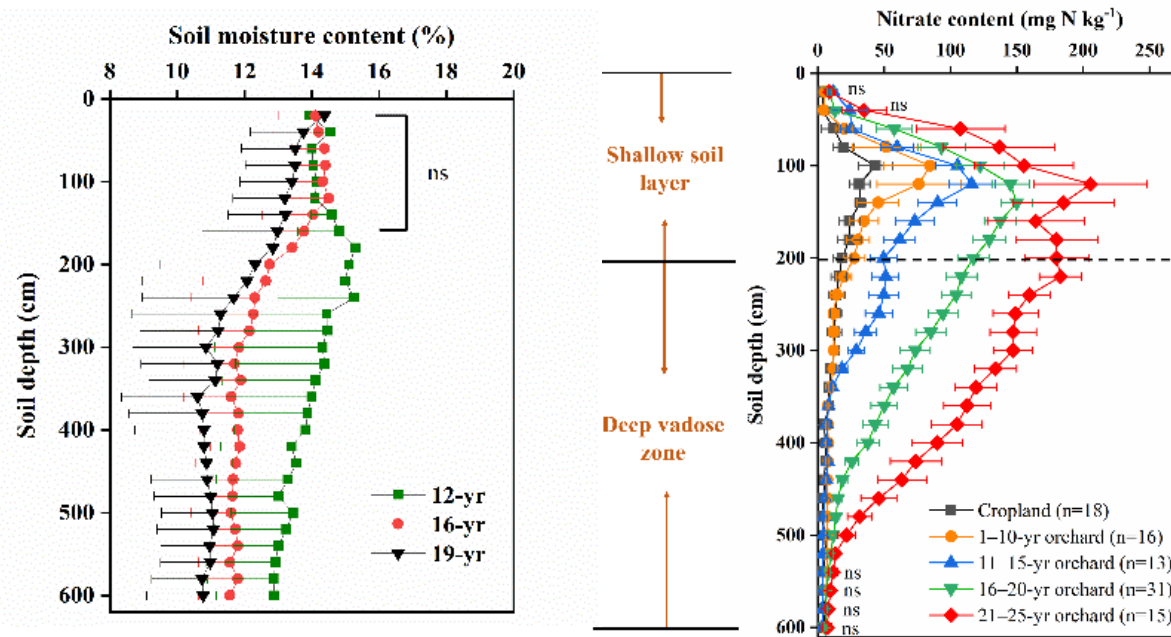 Soil moisture content (%)
8 10 12 14 16 18 20
0
100
200
300
400
500
600
Soil depth (cm)
ns
12-yr
16-yr
19-yr
Shallow soil
layer
Deep vadose
zone
Nitrate content (mg N kg⁻¹)
0 50 100 150 200 250
0
100
200
300
400
500
600
Soil depth (cm)
ns
ns
ns
ns
ns
ns
Cropland (n=18)
1–10-yr orchard (n=16)
11–15-yr orchard (n=13)
16–20-yr orchard (n=31)
21–25-yr orchard (n=15)